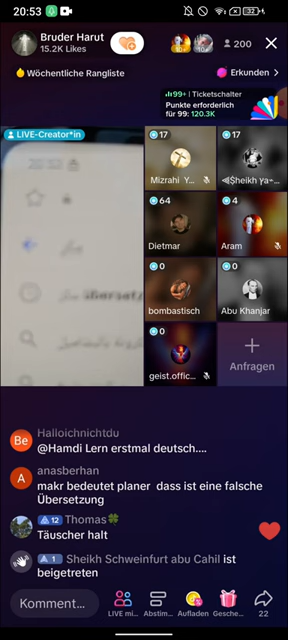 20:53
Bruder Harut
15.2K Likes
200
Wöchentliche Rangliste
Erkunden >
99+ | Ticketschalter
Punkte erforderlich
für 99: 120.3K
LIVE-Creator*in
17
Mizrahi Y...
17
64
Dietmar
4
Aram
0
bombastisch
0
Abu Khanjar
0
geist.offic...
Anfragen
Halloichnichtdu
@Hamdi Lern erstmal deutsch....
anasberhan
makr bedeutet planer dass ist eine falsche
Übersetzung
12 Thomas🍀
Täuscher halt
1 Sheikh Schweinfurt abu Cahil ist
beigetreten
Komment...
LIVE mi...
Abstim...
Aufladen
Gesche...
22